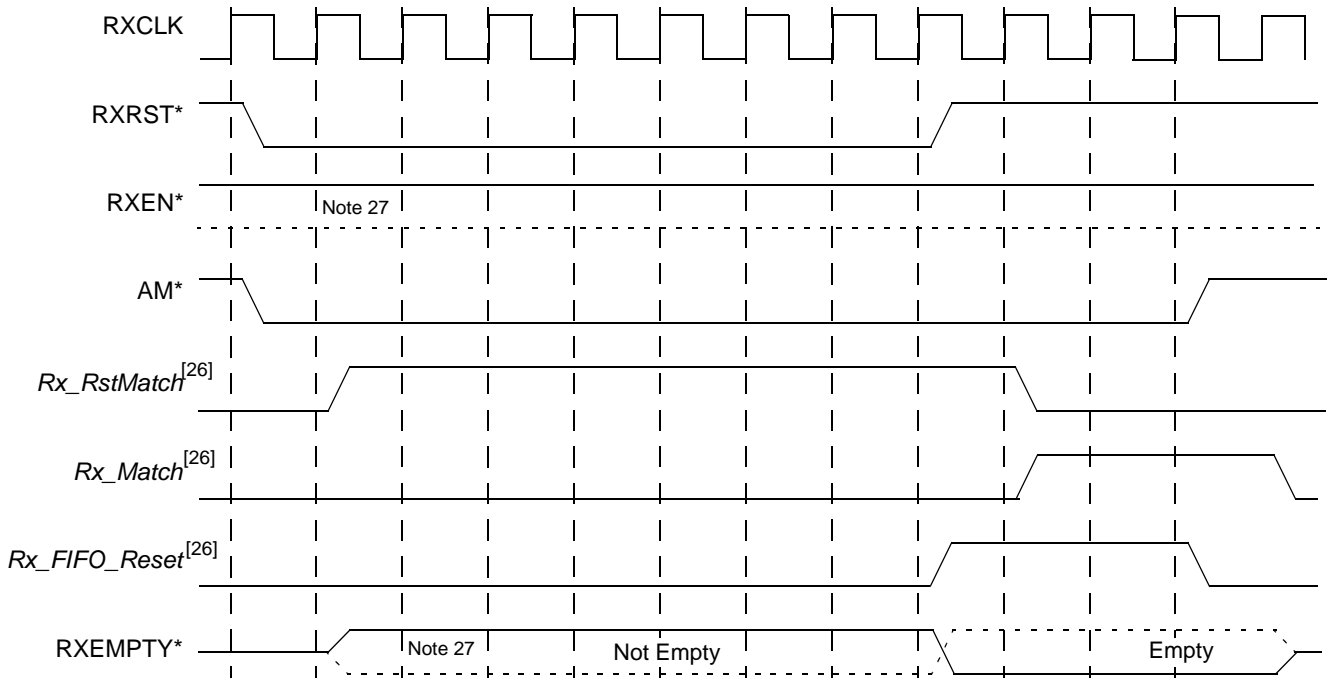 RXCLK
RXRST*
RXEN*
Note 27
AM*
Rx_RstMatch[26]
Rx_Match[26]
Rx_FIFO_Reset[26]
RXEMPTY*
Note 27
Not Empty
Empty